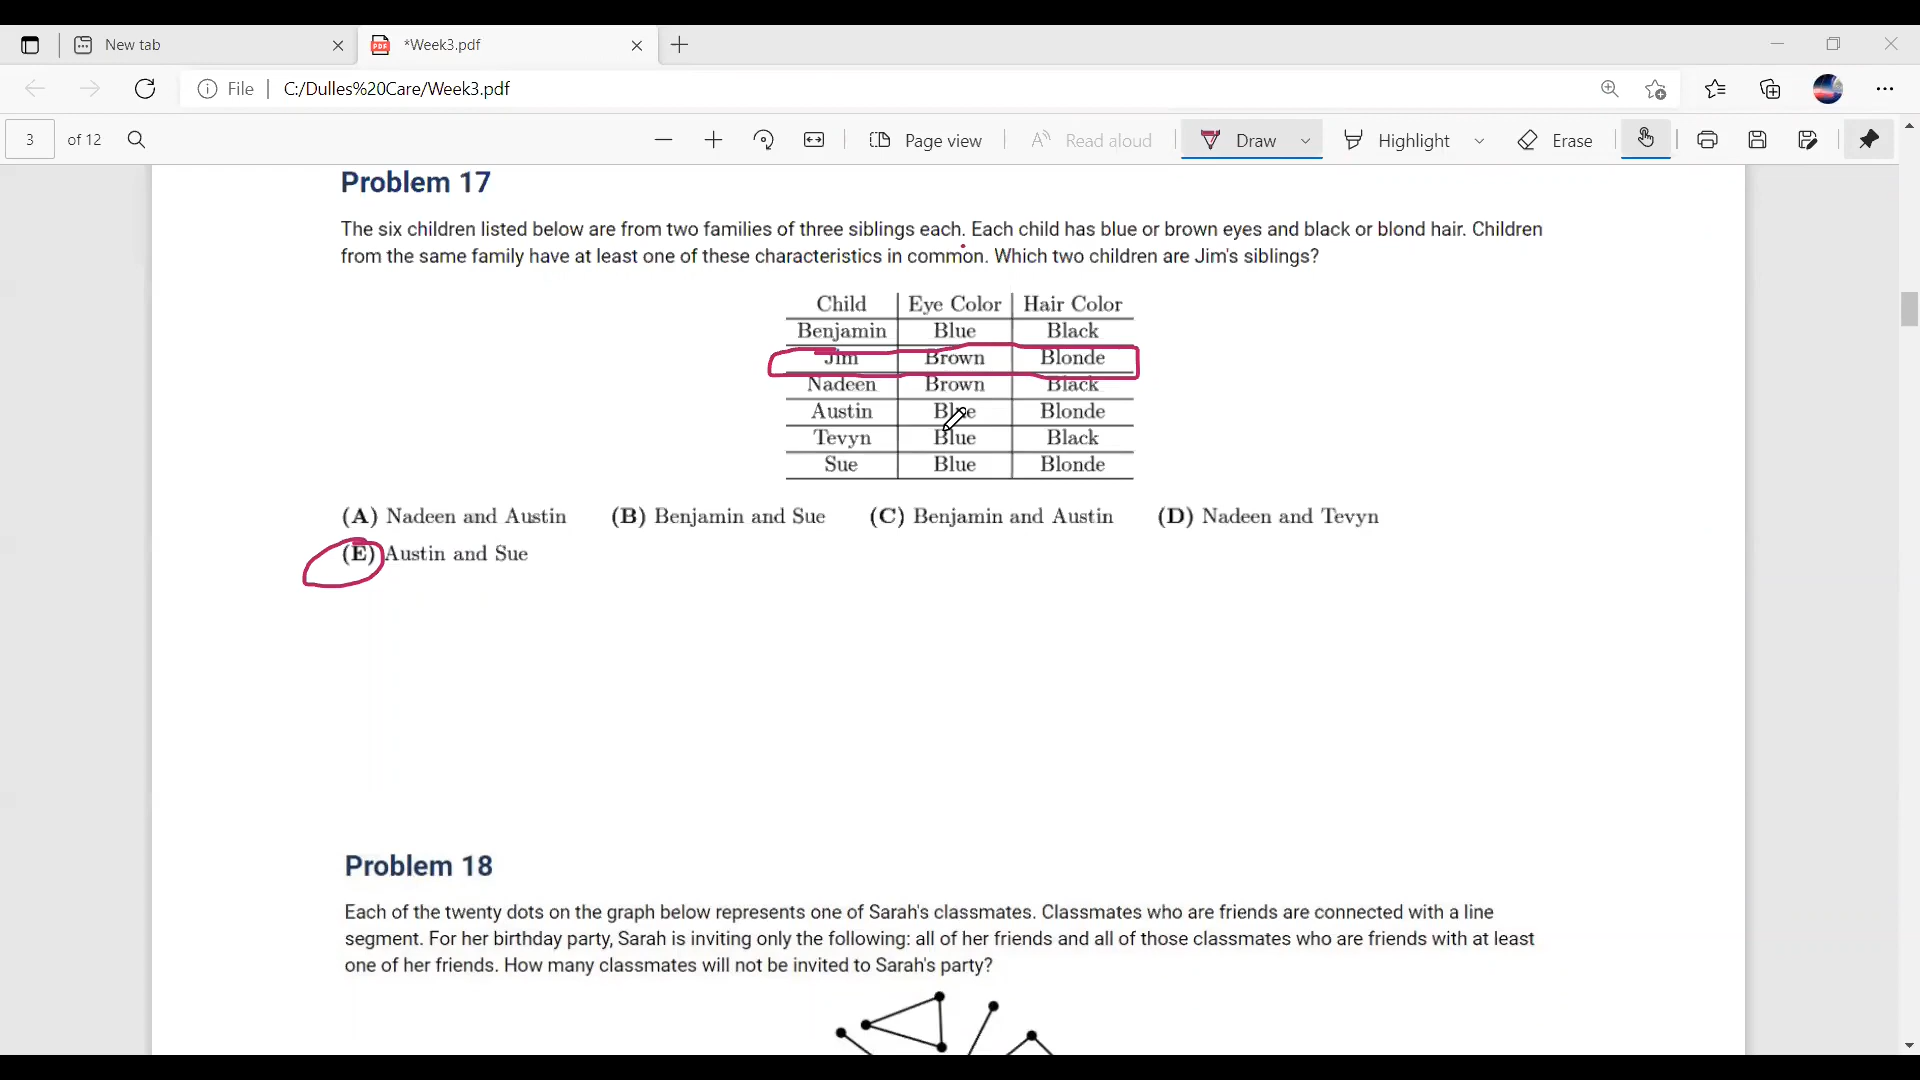 New tab
*Week3.pdf
File C:/Dulles%20Care/Week3.pdf
3 of 12 Page view Read aloud Draw Highlight Erase
Problem 17
The six children listed below are from two families of three siblings each. Each child has blue or brown eyes and black or blond hair. Children
from the same family have at least one of these characteristics in common. Which two children are Jim's siblings?
Child Eye Color Hair Color
Benjamin Blue Black
Jim Brown Blonde
Nadeen Brown Black
Austin Blue Blonde
Tevyn Blue Black
Sue Blue Blonde
(A) Nadeen and Austin (B) Benjamin and Sue (C) Benjamin and Austin (D) Nadeen and Tevyn
(E) Austin and Sue
Problem 18
Each of the twenty dots on the graph below represents one of Sarah's classmates. Classmates who are friends are connected with a line
segment. For her birthday party, Sarah is inviting only the following: all of her friends and all of those classmates who are friends with at least
one of her friends. How many classmates will not be invited to Sarah's party?